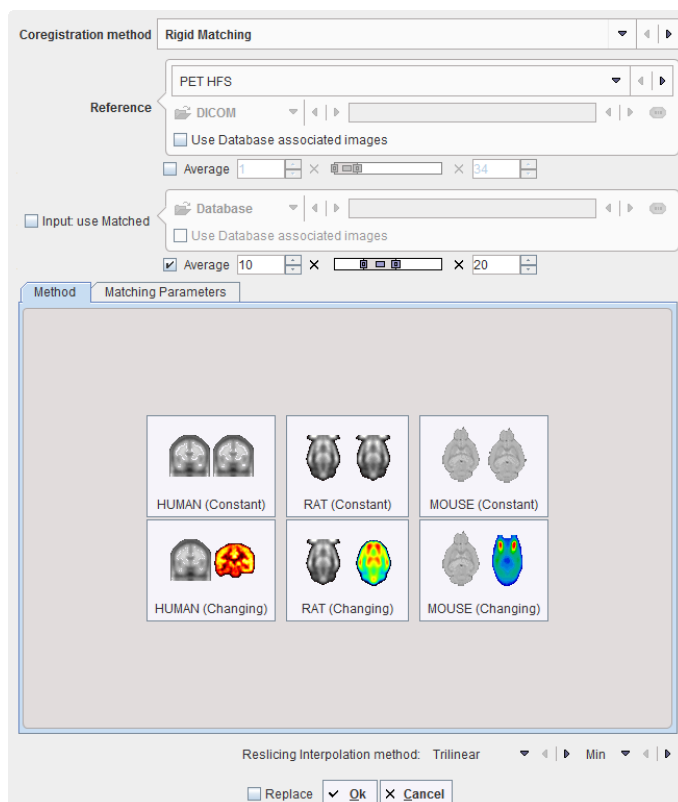 Coregistration method Rigid Matching
PET HFS
Reference
DICOM
Use Database associated images
Average 1 34
Input: use Matched
Database
Use Database associated images
Average 10 20
Method Matching Parameters
HUMAN (Constant) RAT (Constant) MOUSE (Constant)
HUMAN (Changing) RAT (Changing) MOUSE (Changing)
Reslicing Interpolation method: Trilinear Min
Replace Ok Cancel